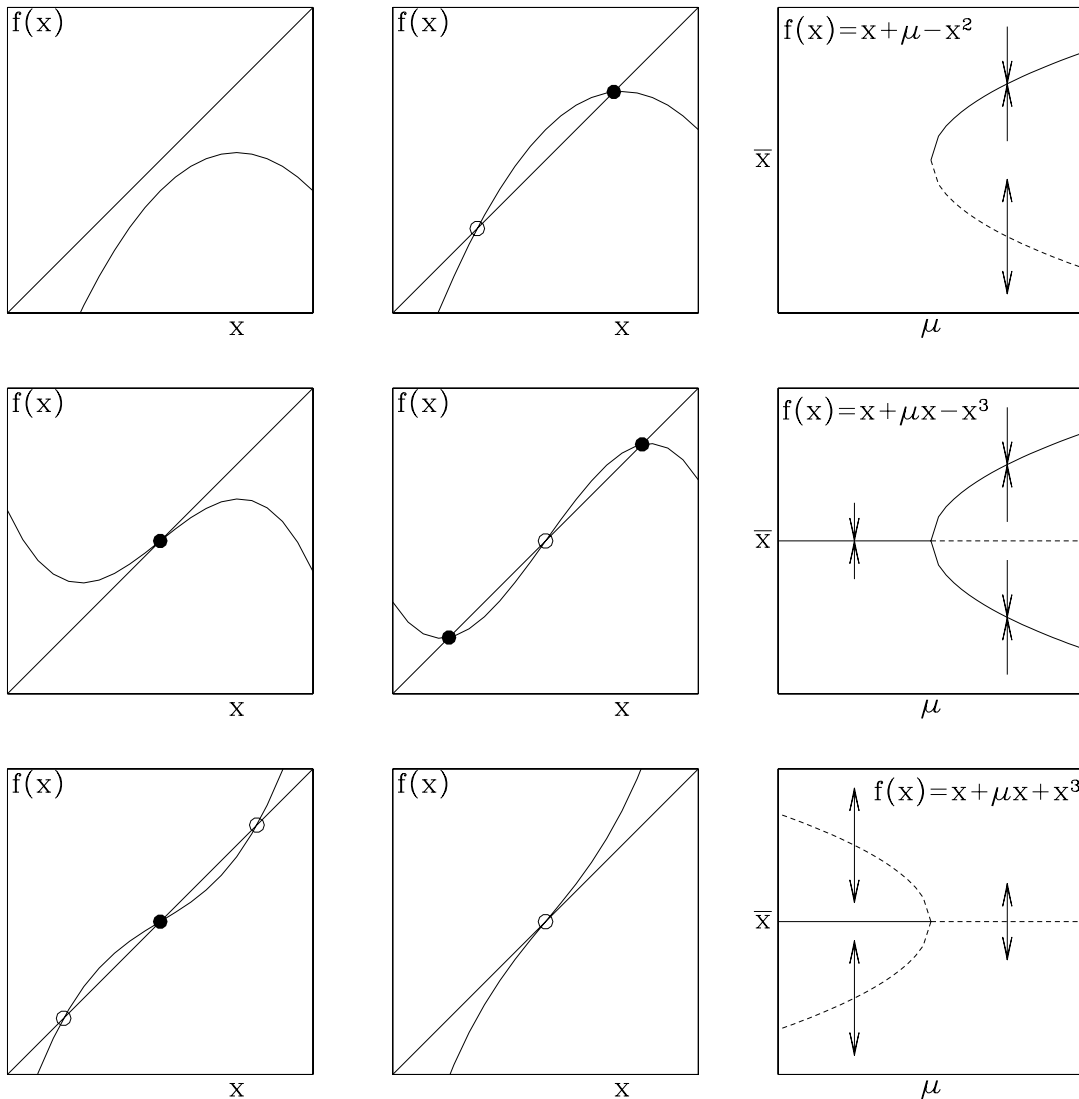 f(x)
x
f(x)
x
f(x)=x+μ−x²
x̅
μ
f(x)
x
f(x)
x
f(x)=x+μx−x³
x̅
μ
f(x)
x
f(x)
x
f(x)=x+μx+x³
x̅
μ